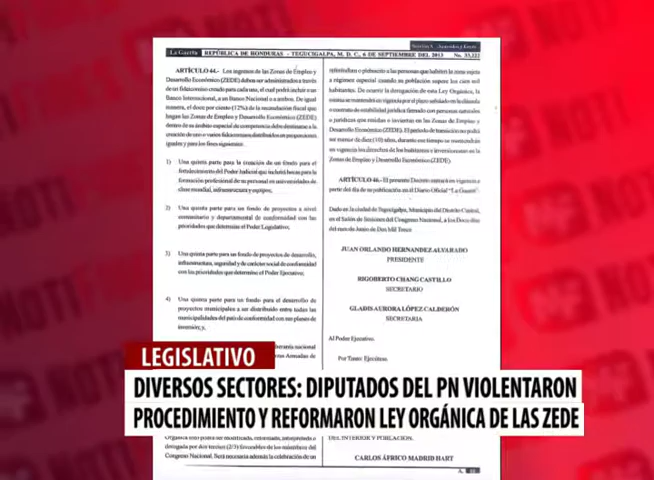 Sección A Acuerdos y Leyes
La Gaceta REPÚBLICA DE HONDURAS - TEGUCIGALPA, M. D. C., 6 DE SEPTIEMBRE DEL 2013 No. 33,222
ARTÍCULO 44.- Los ingresos de las Zonas de Empleo y
Desarrollo Económico (ZEDE) deben ser administrados a través
de un fideicomiso creado para cada una, el cual podrá incluir a un
Banco Internacional, a un Banco Nacional o a ambos. De igual
manera, el doce por ciento (12%) de la recaudación fiscal que
hagan las Zonas de Empleo y Desarrollo Económico (ZEDE)
dentro de su ámbito especial de competencia debe destinarse a la
creación de uno o varios fideicomisos distribuidos en proporciones
iguales y para los fines siguientes:
1) Una quinta parte para la creación de un fondo para el
fortalecimiento del Poder Judicial que incluirá becas para la
formación profesional de su personal en universidades de
clase mundial, infraestructura y equipos;
2) Una quinta parte para un fondo de proyectos a nivel
comunitario y departamental de conformidad con las
prioridades que determine el Poder Legislativo;
3) Una quinta parte para un fondo de proyectos de desarrollo,
infraestructura, seguridad y de carácter social de conformidad
con las prioridades que determine el Poder Ejecutivo;
4) Una quinta parte para un fondo para el desarrollo de
proyectos municipales a ser distribuido entre todas las
municipalidades del país de conformidad con sus planes de
inversión; y,
nacional
Armadas de
referéndum o plebiscito a las personas que habiten la zona sujeta
a régimen especial cuando su población supere los cien mil
habitantes. De ocurrir la derogación de esta Ley Orgánica, la
misma se mantendrá en vigencia por el plazo señalado en la cláusula
o contrato de estabilidad jurídica firmado con personas naturales
o jurídicas que residan o inviertan en las Zonas de Empleo y
Desarrollo Económico (ZEDE). El período de transición no podrá
ser menor de diez (10) años, durante ese tiempo se mantendrán
en vigencia los derechos de los habitantes e inversionistas en la
Zonas de Empleo y Desarrollo Económico (ZEDE).
ARTÍCULO 46.- El presente Decreto entrará en vigencia a
partir del día de su publicación en el Diario Oficial "La Gaceta".
Dado en la ciudad de Tegucigalpa, Municipio del Distrito Central,
en el Salón de Sesiones del Congreso Nacional, a los Doce días
del mes de Junio de Dos Mil Trece.
JUAN ORLANDO HERNÁNDEZ ALVARADO
PRESIDENTE
RIGOBERTO CHANG CASTILLO
SECRETARIO
GLADIS AURORA LÓPEZ CALDERÓN
SECRETARIA
Al Poder Ejecutivo.
Por Tanto: Ejecútese.
LEGISLATIVO
DIVERSOS SECTORES: DIPUTADOS DEL PN VIOLENTARON
PROCEDIMIENTO Y REFORMARON LEY ORGÁNICA DE LAS ZEDE
Orgánica solo podrá ser modificada, reformada, interpretada o
derogada por dos tercios (2/3) favorables de los miembros del
Congreso Nacional. Será necesaria además la celebración de un
DEL INTERIOR Y POBLACIÓN.
CARLOS ÁFRICO MADRID HART
A.